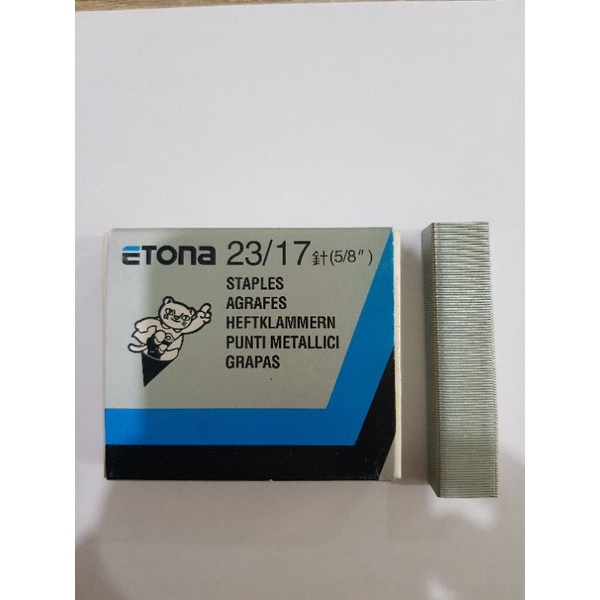 ETONA 23/17 針(5/8")
STAPLES
AGRAFES
HEFTKLAMMERN
PUNTI METALLICI
GRAPAS